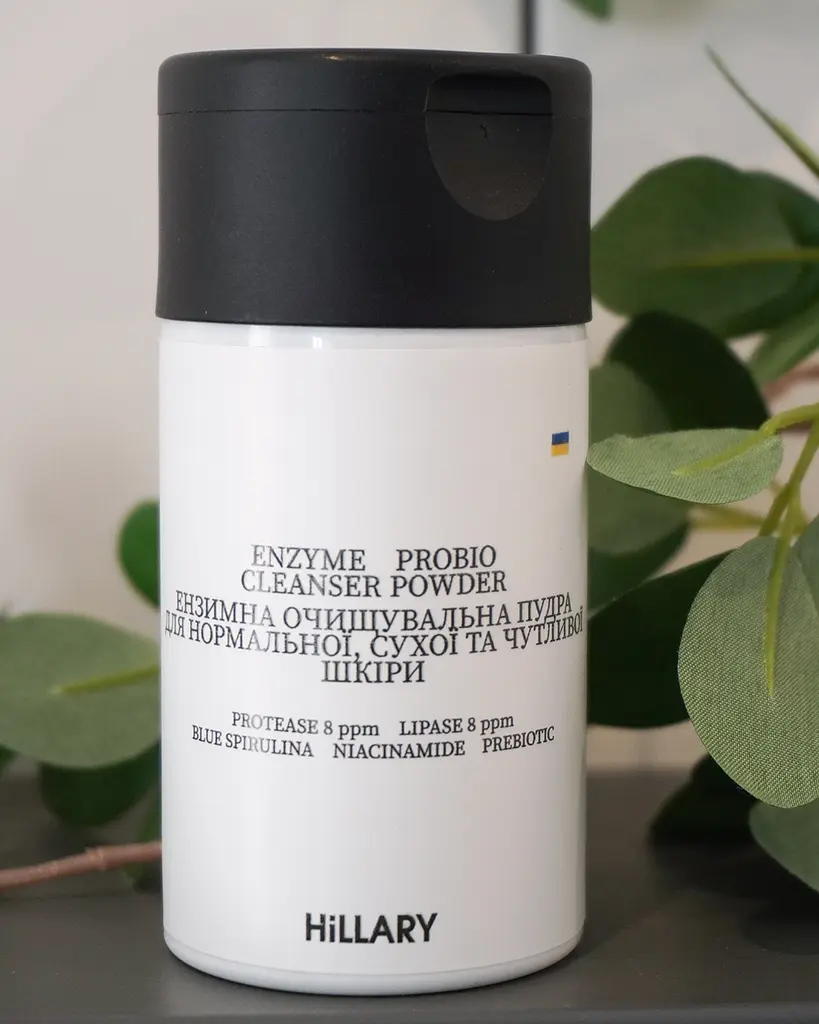 ENZYME PROBIO
CLEANSER POWDER
ЕНЗИМНА ОЧИЩУВАЛЬНА ПУДРА
ДЛЯ НОРМАЛЬНОЇ, СУХОЇ ТА ЧУТЛИВОЇ
ШКІРИ
PROTEASE 8 ppm LIPASE 8 ppm
BLUE SPIRULINA NIACINAMIDE PREBIOTIC
HiLLARY